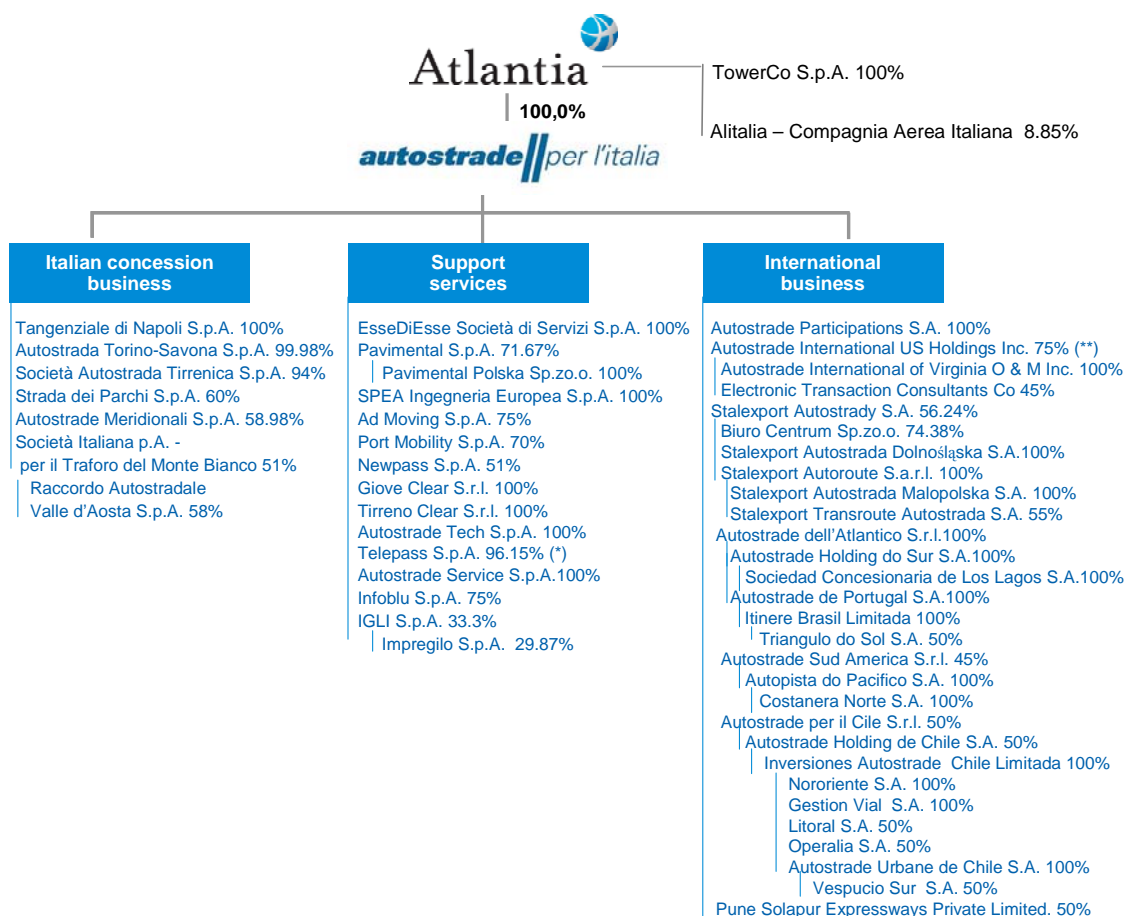 Atlantia
TowerCo S.p.A. 100%
100,0%
Alitalia – Compagnia Aerea Italiana 8.85%
autostrade//per l'italia
Italian concession
business
Tangenziale di Napoli S.p.A. 100%
Autostrada Torino-Savona S.p.A. 99.98%
Società Autostrada Tirrenica S.p.A. 94%
Strada dei Parchi S.p.A. 60%
Autostrade Meridionali S.p.A. 58.98%
Società Italiana p.A. -
per il Traforo del Monte Bianco 51%
Raccordo Autostradale
Valle d'Aosta S.p.A. 58%
Support
services
EsseDiEsse Società di Servizi S.p.A. 100%
Pavimental S.p.A. 71.67%
Pavimental Polska Sp.zo.o. 100%
SPEA Ingegneria Europea S.p.A. 100%
Ad Moving S.p.A. 75%
Port Mobility S.p.A. 70%
Newpass S.p.A. 51%
Giove Clear S.r.l. 100%
Tirreno Clear S.r.l. 100%
Autostrade Tech S.p.A. 100%
Telepass S.p.A. 96.15% (*)
Autostrade Service S.p.A.100%
Infoblu S.p.A. 75%
IGLI S.p.A. 33.3%
Impregilo S.p.A. 29.87%
International
business
Autostrade Participations S.A. 100%
Autostrade International US Holdings Inc. 75% (**)
Autostrade International of Virginia O & M Inc. 100%
Electronic Transaction Consultants Co 45%
Stalexport Autostrady S.A. 56.24%
Biuro Centrum Sp.zo.o. 74.38%
Stalexport Autostrada Dolnośląska S.A.100%
Stalexport Autoroute S.a.r.l. 100%
Stalexport Autostrada Malopolska S.A. 100%
Stalexport Transroute Autostrada S.A. 55%
Autostrade dell'Atlantico S.r.l.100%
Autostrade Holding do Sur S.A.100%
Sociedad Concesionaria de Los Lagos S.A.100%
Autostrade de Portugal S.A.100%
Itinere Brasil Limitada 100%
Triangulo do Sol S.A. 50%
Autostrade Sud America S.r.l. 45%
Autopista do Pacifico S.A. 100%
Costanera Norte S.A. 100%
Autostrade per il Cile S.r.l. 50%
Autostrade Holding de Chile S.A. 50%
Inversiones Autostrade Chile Limitada 100%
Nororiente S.A. 100%
Gestion Vial S.A. 100%
Litoral S.A. 50%
Operalia S.A. 50%
Autostrade Urbane de Chile S.A. 100%
Vespucio Sur S.A. 50%
Pune Solapur Expressways Private Limited. 50%